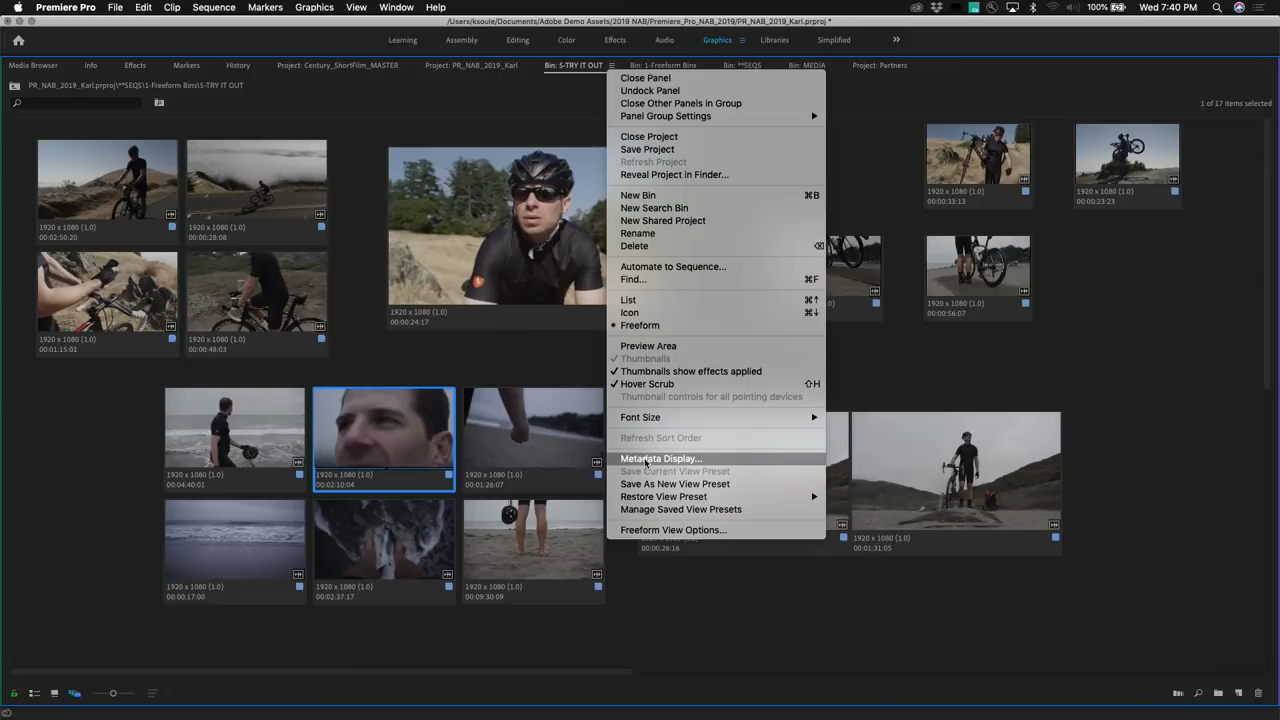 Premiere Pro File Edit Clip Sequence Markers Graphics View Window Help 100% Wed 7:40 PM
/Users/ksoule/Documents/Adobe Demo Assets/2019 NAB/Premiere_Pro_NAB_2019/PR_NAB_2019_Karl.prproj *
Learning Assembly Editing Color Effects Audio Graphics Libraries Simplified
Media Browser Info Effects Markers History Project: Century_ShortFilm_MASTER Project: PR_NAB_2019_Karl Bin: 5-TRY IT OUT Bin: 1-Freeform Bins Bin: **SEQS Bin: MEDIA Project: Partners
PR_NAB_2019_Karl.prproj\**SEQS\1-Freeform Bins\5-TRY IT OUT
1 of 17 items selected
Close Panel
Undock Panel
Close Other Panels in Group
Panel Group Settings
Close Project
Save Project
Refresh Project
Reveal Project in Finder...
New Bin ⌘B
New Search Bin
New Shared Project
Rename
Delete
Automate to Sequence...
Find... ⌘F
List ⌘↑
Icon ⌘↓
Freeform
Preview Area
Thumbnails
Thumbnails show effects applied
Hover Scrub ⇧H
Thumbnail controls for all pointing devices
Font Size
Refresh Sort Order
Metadata Display...
Save Current View Preset
Save As New View Preset
Restore View Preset
Manage Saved View Presets
Freeform View Options...
1920 x 1080 (1.0)
00:02:50:20
1920 x 1080 (1.0)
00:00:28:08
1920 x 1080 (1.0)
00:00:33:13
1920 x 1080 (1.0)
00:00:23:23
1920 x 1080 (1.0)
00:01:15:01
1920 x 1080 (1.0)
00:00:48:03
1920 x 1080 (1.0)
00:00:24:17
1920 x 1080 (1.0)
00:00:56:07
1920 x 1080 (1.0)
00:04:40:01
1920 x 1080 (1.0)
00:02:10:04
1920 x 1080 (1.0)
00:01:26:07
00:00:26:16
1920 x 1080 (1.0)
00:01:31:05
1920 x 1080 (1.0)
00:00:17:00
1920 x 1080 (1.0)
00:02:37:17
1920 x 1080 (1.0)
00:09:30:09